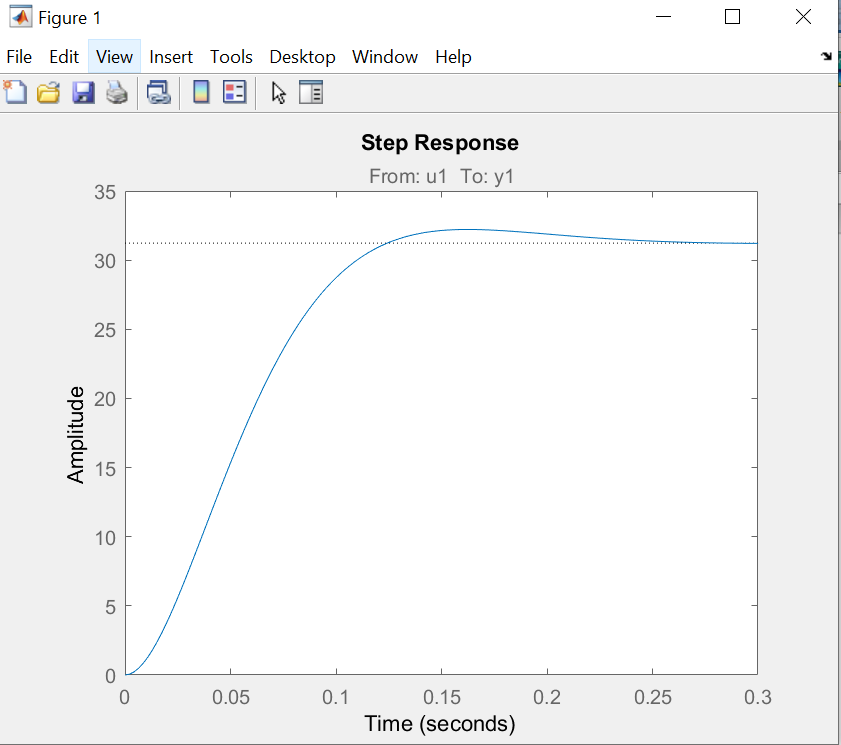 Figure 1
File Edit View Insert Tools Desktop Window Help
Step Response
From: u1 To: y1
35
30
25
20
15
10
5
0
Amplitude
0 0.05 0.1 0.15 0.2 0.25 0.3
Time (seconds)